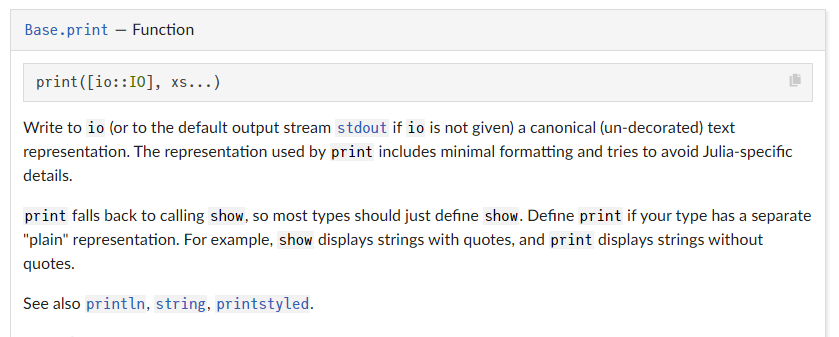 Base.print — Function
print([io::IO], xs...)
Write to io (or to the default output stream stdout if io is not given) a canonical (un-decorated) text
representation. The representation used by print includes minimal formatting and tries to avoid Julia-specific
details.
print falls back to calling show, so most types should just define show. Define print if your type has a separate
"plain" representation. For example, show displays strings with quotes, and print displays strings without
quotes.
See also println, string, printstyled.